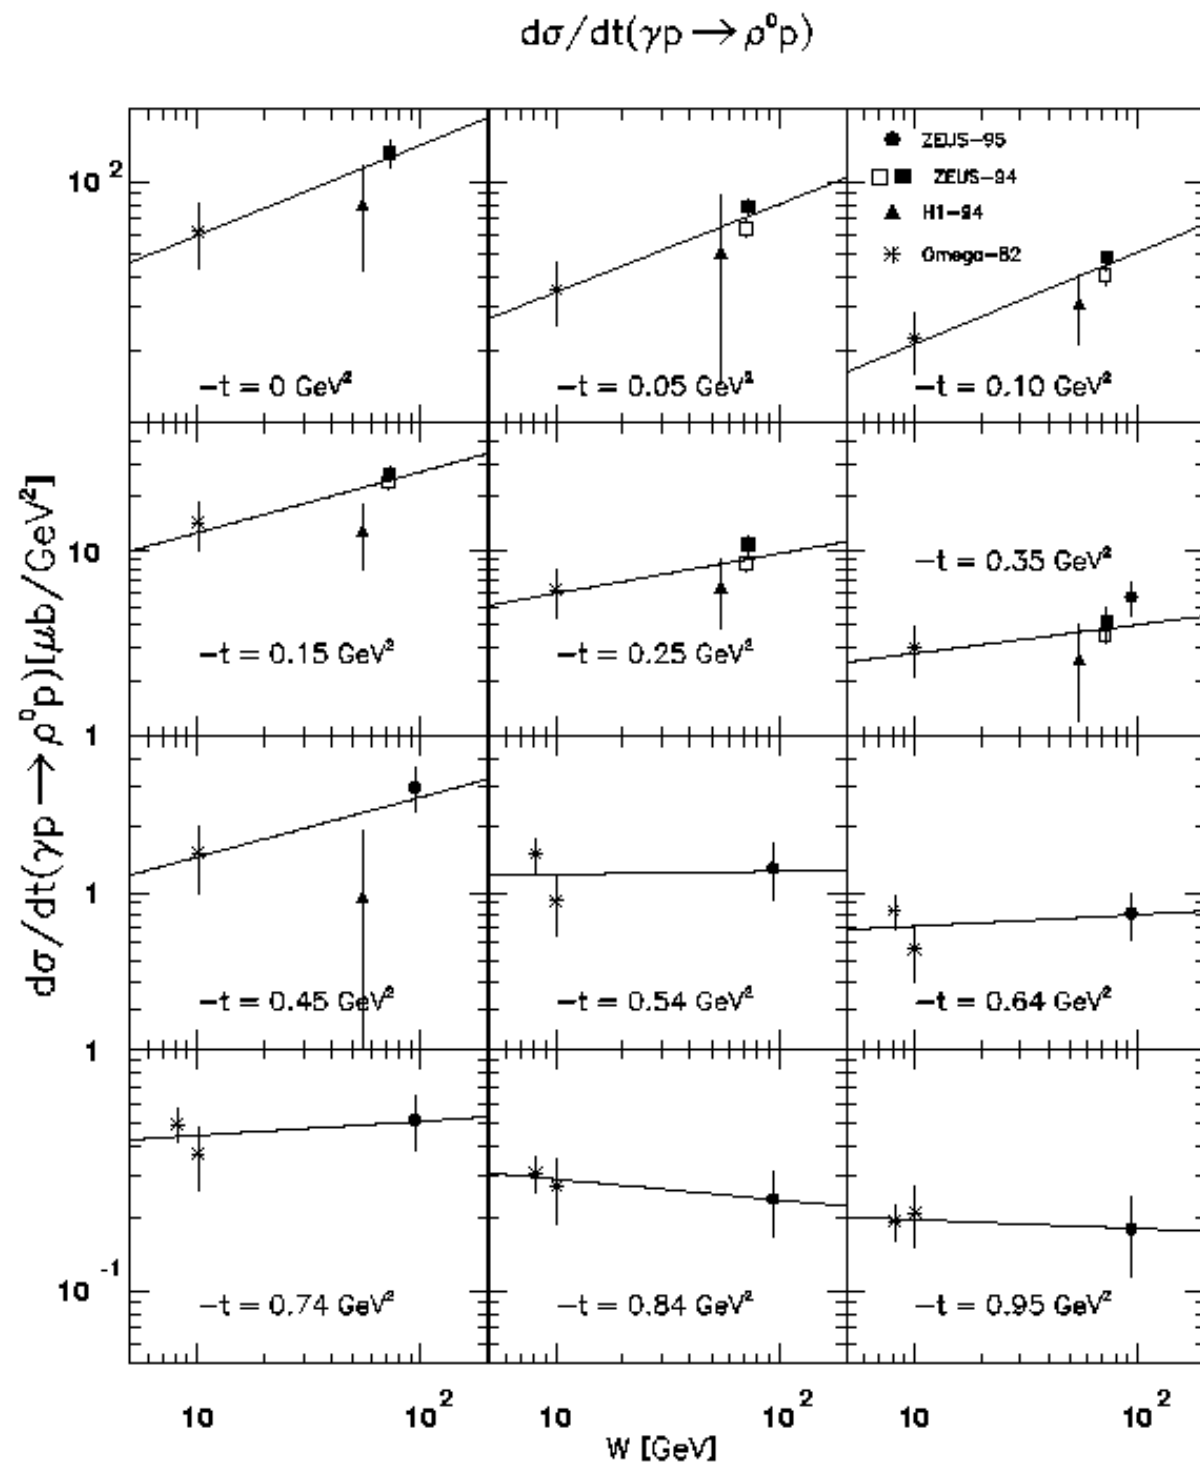 dσ/dt(γp → ρ⁰p)
ZEUS−95
ZEUS−94
H1−94
Omega−82
10²
−t = 0 GeV²
−t = 0.05 GeV²
−t = 0.10 GeV²
10
−t = 0.15 GeV²
−t = 0.25 GeV²
−t = 0.35 GeV²
1
dσ/dt(γp → ρ⁰p)[μb/GeV²]
1
−t = 0.45 GeV²
−t = 0.54 GeV²
−t = 0.64 GeV²
1
10⁻¹
−t = 0.74 GeV²
−t = 0.84 GeV²
−t = 0.95 GeV²
10 10² 10 10² 10 10²
W [GeV]